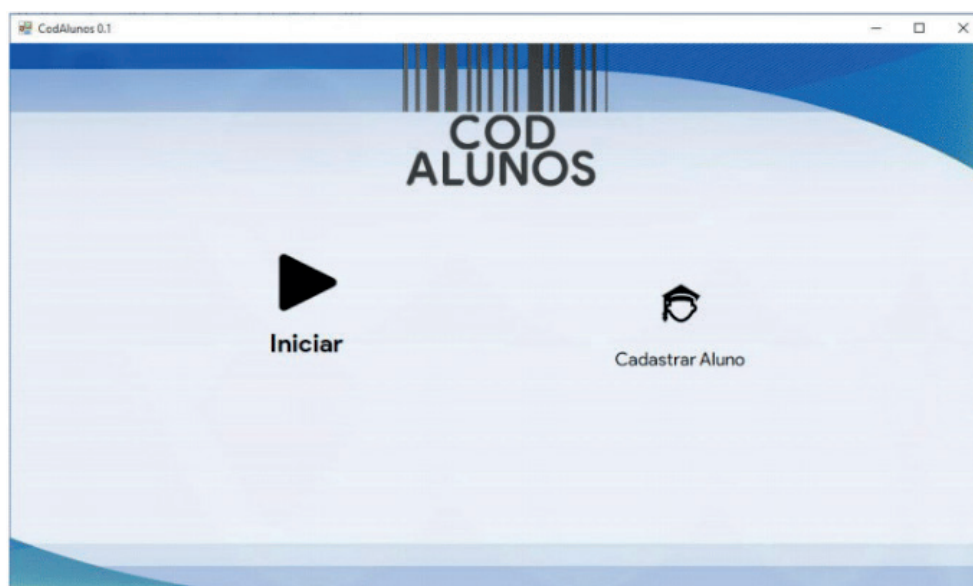 CodAlunos 0.1
COD
ALUNOS
Iniciar
Cadastrar Aluno